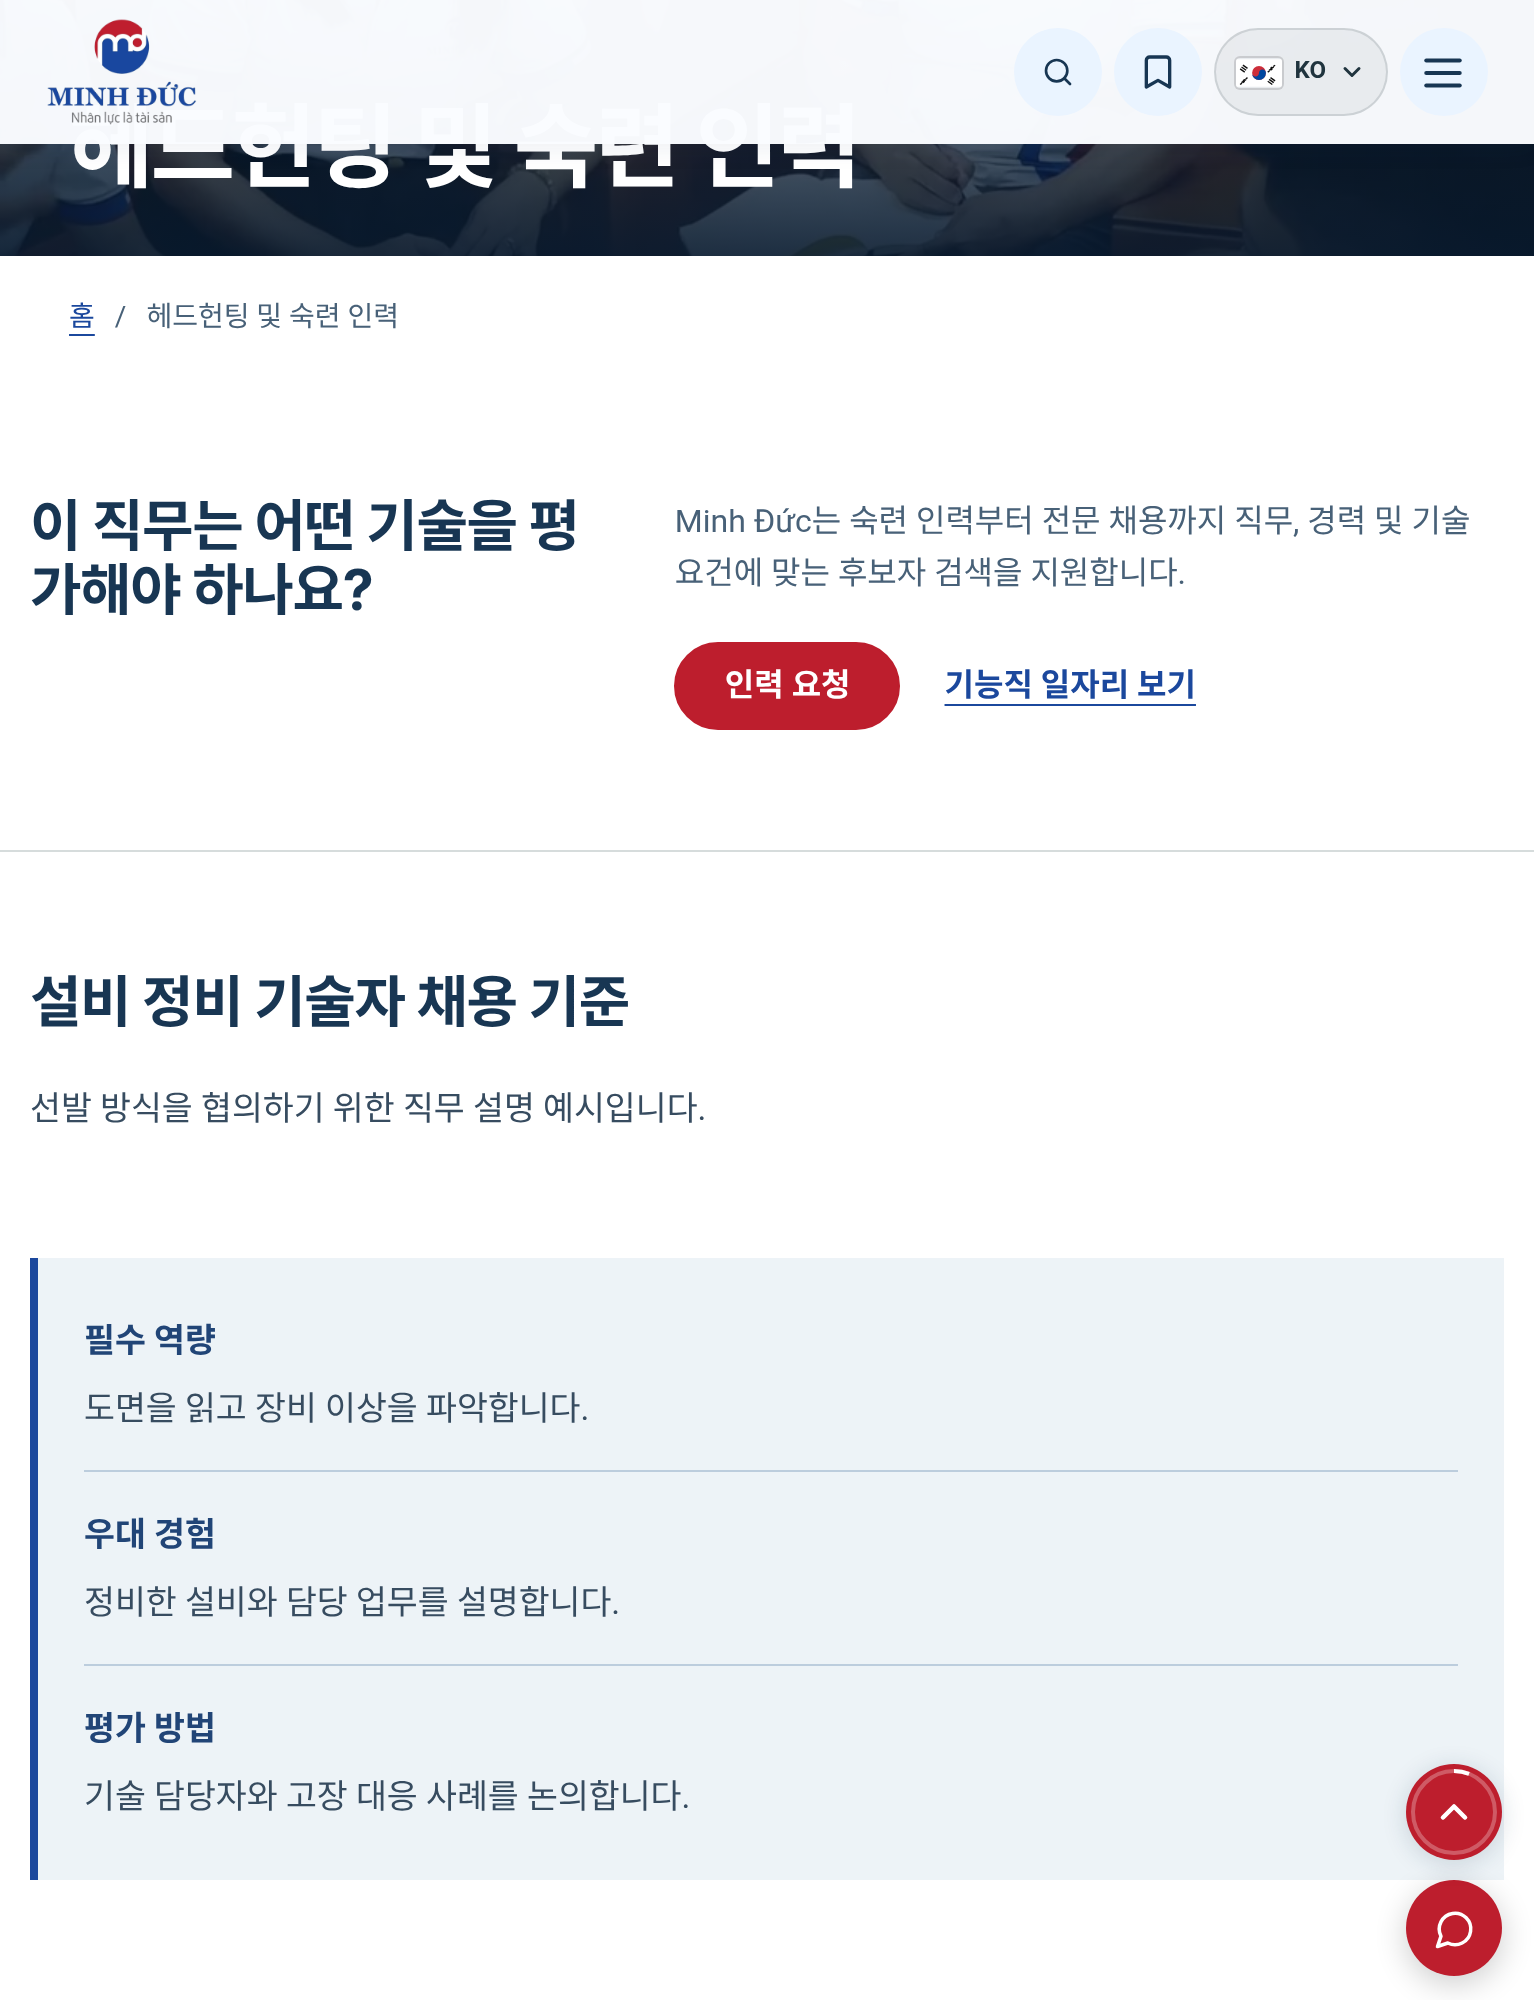 MINH ĐỨC
Nhân lực là tài sản
KO
헤드헌팅 및 숙련 인력
홈 / 헤드헌팅 및 숙련 인력
이 직무는 어떤 기술을 평
가해야 하나요?
Minh Đức는 숙련 인력부터 전문 채용까지 직무, 경력 및 기술
요건에 맞는 후보자 검색을 지원합니다.
인력 요청
기능직 일자리 보기
설비 정비 기술자 채용 기준
선발 방식을 협의하기 위한 직무 설명 예시입니다.
필수 역량
도면을 읽고 장비 이상을 파악합니다.
우대 경험
정비한 설비와 담당 업무를 설명합니다.
평가 방법
기술 담당자와 고장 대응 사례를 논의합니다.